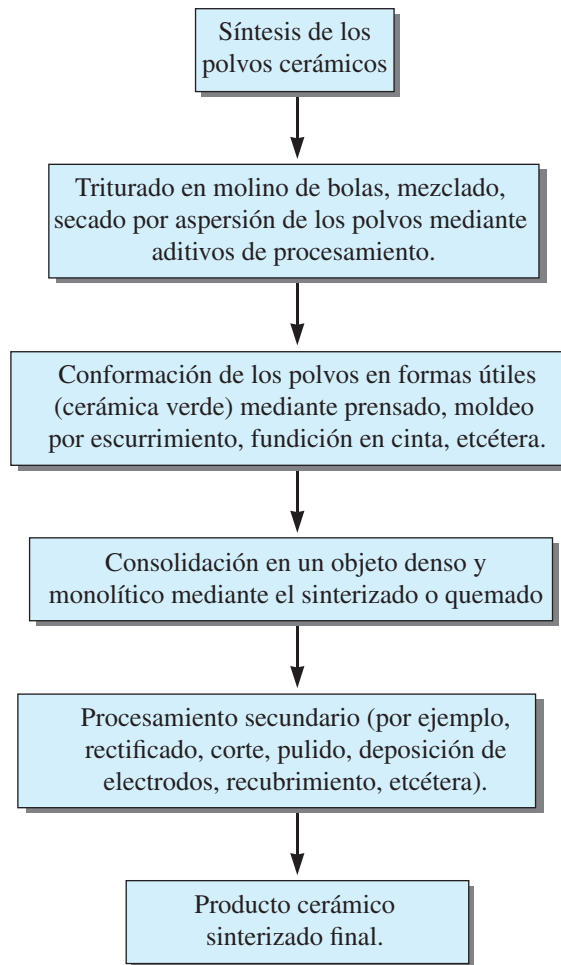 Síntesis de los
polvos cerámicos
Triturado en molino de bolas, mezclado,
secado por aspersión de los polvos mediante
aditivos de procesamiento.
Conformación de los polvos en formas útiles
(cerámica verde) mediante prensado, moldeo
por escurrimiento, fundición en cinta, etcétera.
Consolidación en un objeto denso y
monolítico mediante el sinterizado o quemado
Procesamiento secundario (por ejemplo,
rectificado, corte, pulido, deposición de
electrodos, recubrimiento, etcétera).
Producto cerámico
sinterizado final.